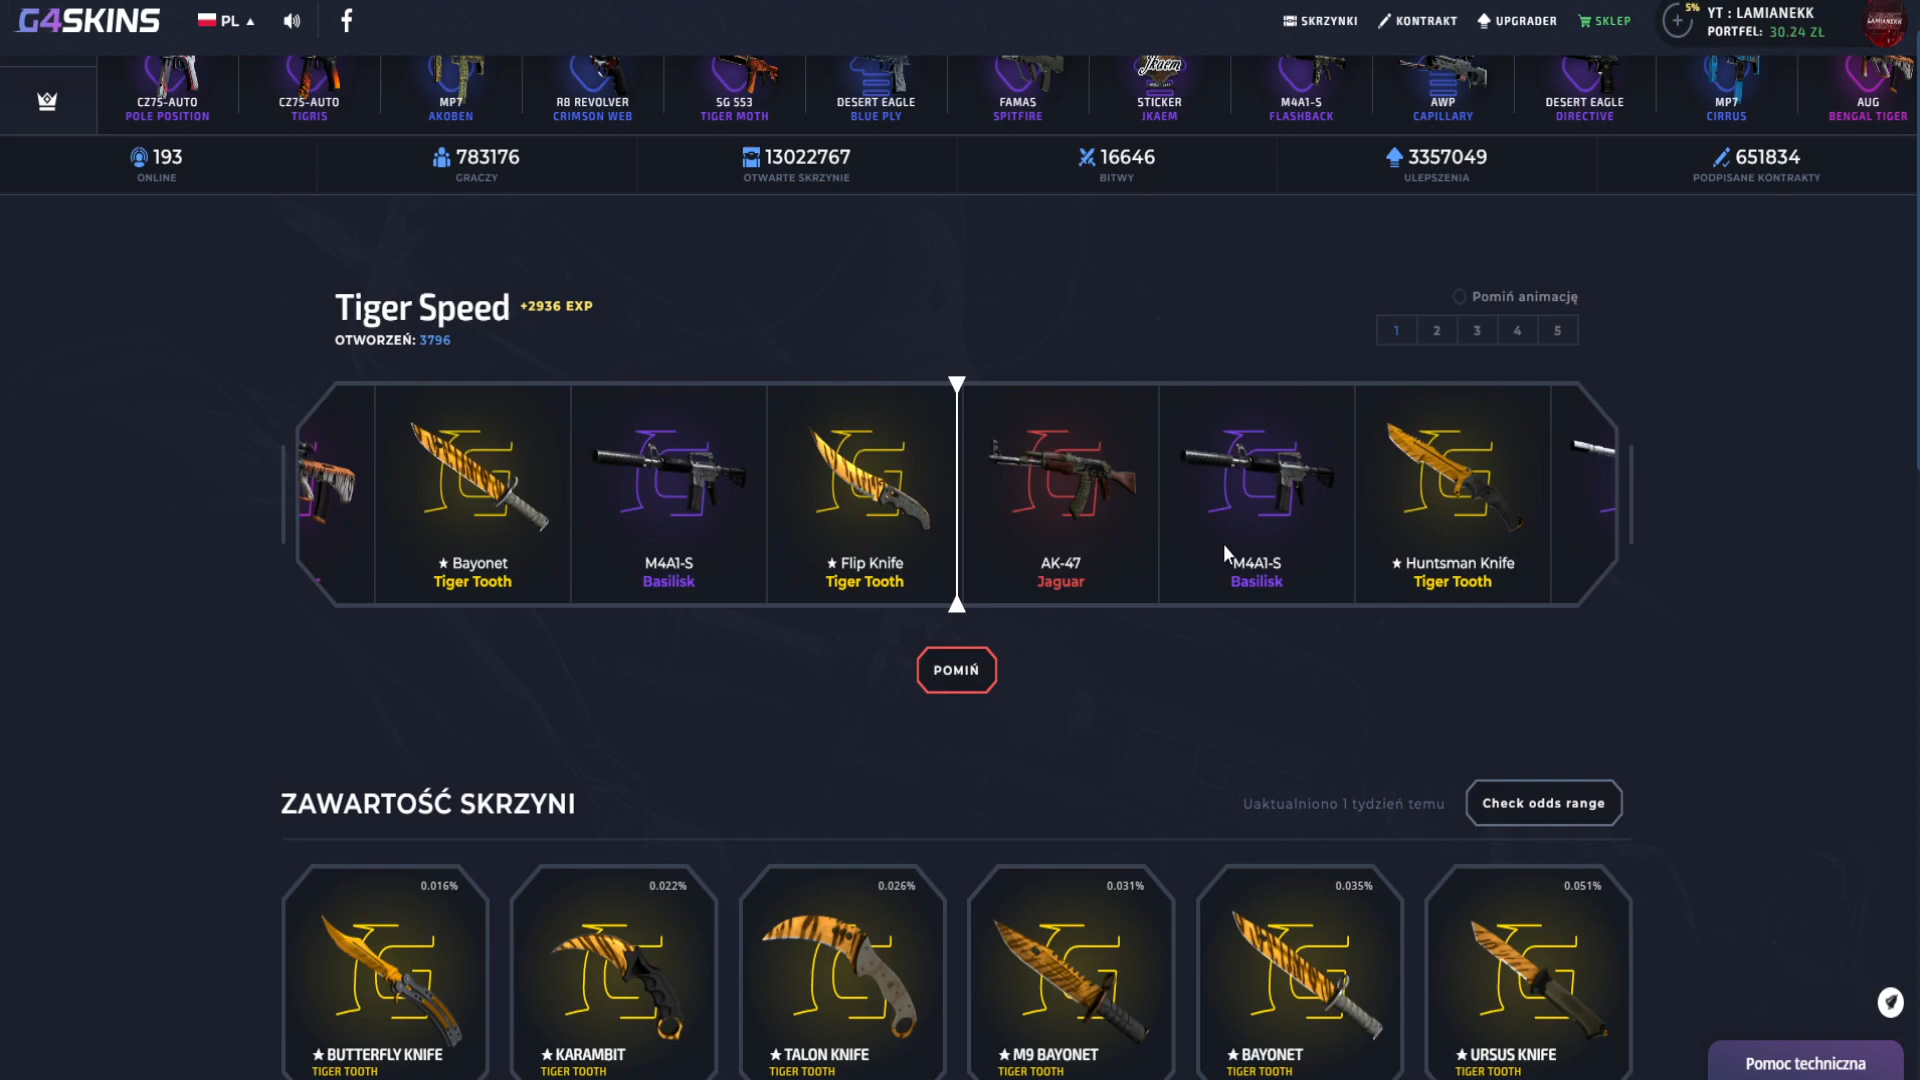 G4SKINS
PL
SKRZYNKI
KONTRAKT
UPGRADER
SKLEP
5%
YT : LAMIANEKK
PORTFEL: 30.24 ZŁ
LAMIANEKK
Jkaem
CZ75-AUTO
POLE POSITION
CZ75-AUTO
TIGRIS
MP7
AKOBEN
R8 REVOLVER
CRIMSON WEB
SG 553
TIGER MOTH
DESERT EAGLE
BLUE PLY
FAMAS
SPITFIRE
STICKER
JKAEM
M4A1-S
FLASHBACK
AWP
CAPILLARY
DESERT EAGLE
DIRECTIVE
MP7
CIRRUS
AUG
BENGAL TIGER
193
ONLINE
783176
GRACZY
13022767
OTWARTE SKRZYNIE
16646
BITWY
3357049
ULEPSZENIA
651834
PODPISANE KONTRAKTY
Tiger Speed +2936 EXP
OTWORZEŃ: 3796
Pomiń animację
1 2 3 4 5
★ Bayonet
Tiger Tooth
M4A1-S
Basilisk
★ Flip Knife
Tiger Tooth
AK-47
Jaguar
M4A1-S
Basilisk
★ Huntsman Knife
Tiger Tooth
POMIŃ
ZAWARTOŚĆ SKRZYNI
Uaktualniono 1 tydzień temu
Check odds range
0.016%
★ BUTTERFLY KNIFE
TIGER TOOTH
0.022%
★ KARAMBIT
TIGER TOOTH
0.026%
★ TALON KNIFE
TIGER TOOTH
0.031%
★ M9 BAYONET
TIGER TOOTH
0.035%
★ BAYONET
TIGER TOOTH
0.051%
★ URSUS KNIFE
TIGER TOOTH
Pomoc techniczna